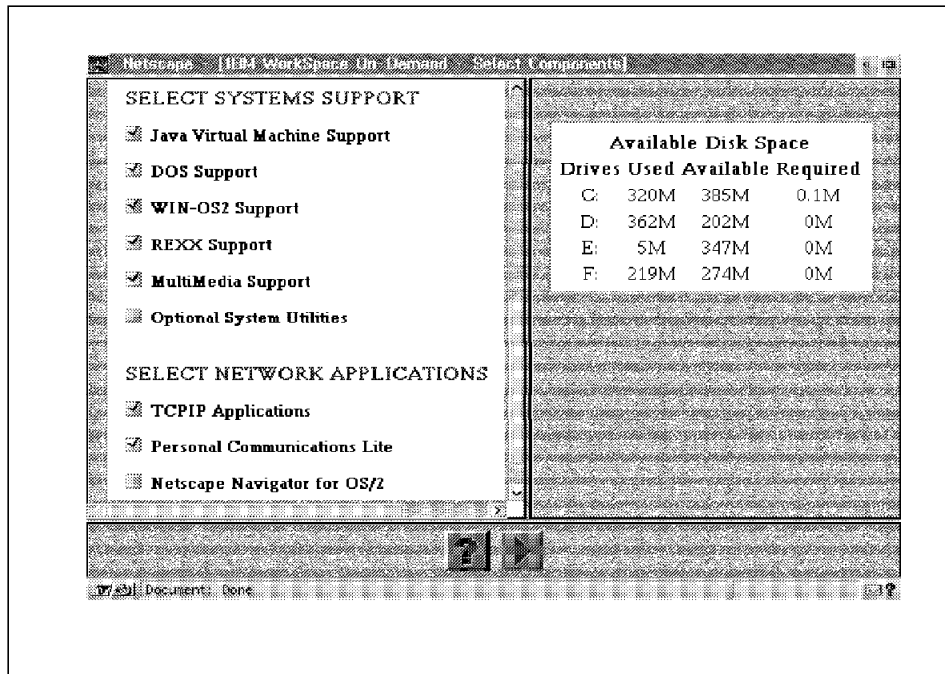 Netscape - [IBM WorkSpace On-Demand - Select Components]
SELECT SYSTEMS SUPPORT
Java Virtual Machine Support
DOS Support
WIN-OS2 Support
REXX Support
MultiMedia Support
Optional System Utilities
SELECT NETWORK APPLICATIONS
TCPIP Applications
Personal Communications Lite
Netscape Navigator for OS/2
Available Disk Space
Drives Used Available Required
C: 320M 385M 0.1M
D: 362M 202M 0M
E: 5M 347M 0M
F: 219M 274M 0M
?
Document: Done
?